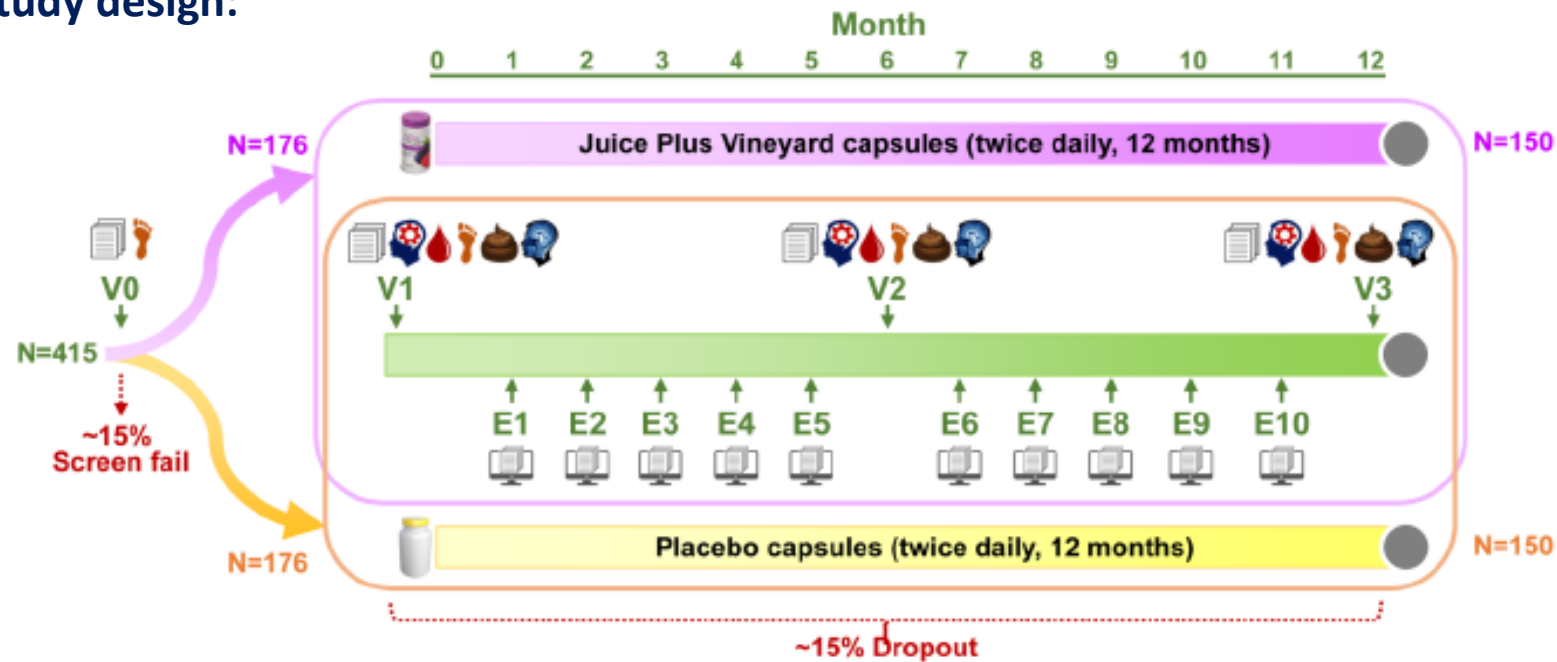 tudy design:
Month
0 1 2 3 4 5 6 7 8 9 10 11 12
N=176
Juice Plus Vineyard capsules (twice daily, 12 months)
N=150
V0
V1
V2
V3
N=415
E1 E2 E3 E4 E5 E6 E7 E8 E9 E10
~15%
Screen fail
N=176
Placebo capsules (twice daily, 12 months)
N=150
~15% Dropout